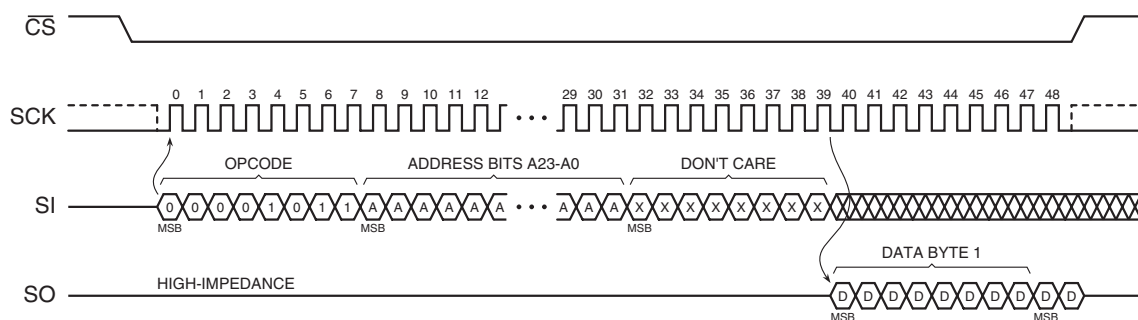 CS
0 1 2 3 4 5 6 7 8 9 10 11 12 29 30 31 32 33 34 35 36 37 38 39 40 41 42 43 44 45 46 47 48
SCK • • •
OPCODE ADDRESS BITS A23-A0 DON'T CARE
SI 0 0 0 0 1 0 1 1 A A A A A A • • • A A A X X X X X X X X
MSB MSB MSB
DATA BYTE 1
HIGH-IMPEDANCE
SO D D D D D D D D D D
MSB MSB